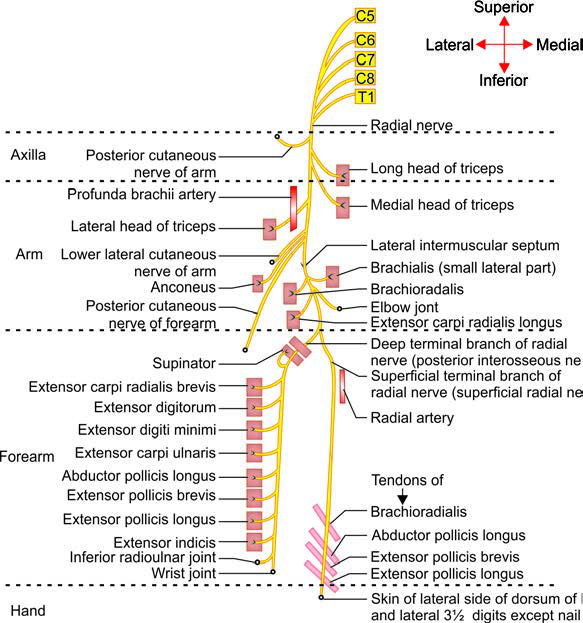 Superior
Lateral
Medial
Inferior
C5
C6
C7
C8
T1
Radial nerve
Axilla
Posterior cutaneous
nerve of arm
Long head of triceps
Profunda brachii artery
Medial head of triceps
Lateral head of triceps
Arm
Lower lateral cutaneous
nerve of arm
Lateral intermuscular septum
Brachialis (small lateral part)
Anconeus
Brachioradalis
Posterior cutaneous
nerve of forearm
Elbow jont
Extensor carpi radialis longus
Deep terminal branch of radial
nerve (posterior interosseous ne
Supinator
Superficial terminal branch of
radial nerve (superficial radial ne
Extensor carpi radialis brevis
Extensor digitorum
Radial artery
Extensor digiti minimi
Forearm
Extensor carpi ulnaris
Abductor pollicis longus
Tendons of
Extensor pollicis brevis
Brachioradialis
Extensor pollicis longus
Abductor pollicis longus
Extensor indicis
Extensor pollicis brevis
Inferior radioulnar joint
Wrist joint
Extensor pollicis longus
Hand
Skin of lateral side of dorsum of
and lateral 3½ digits except nail